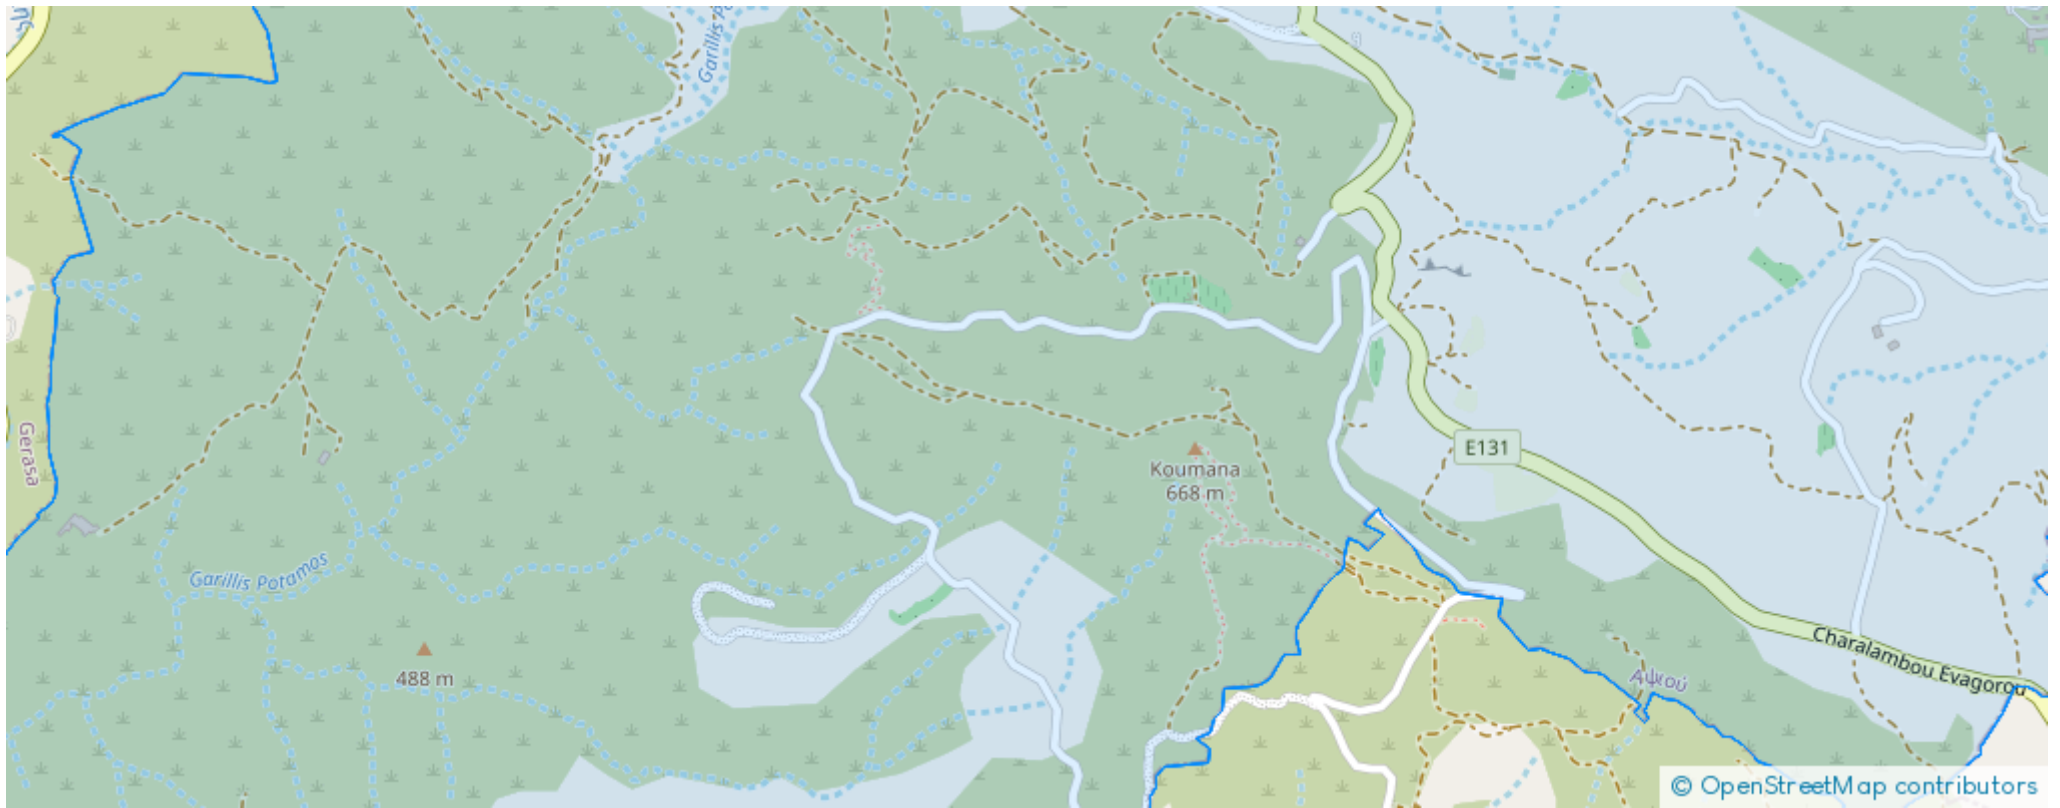 Garillis Po
Gerasa
E131
Koumana
668 m
Garillis Potamos
488 m
Charalambou Evagorou
Αψιού
© OpenStreetMap contributors